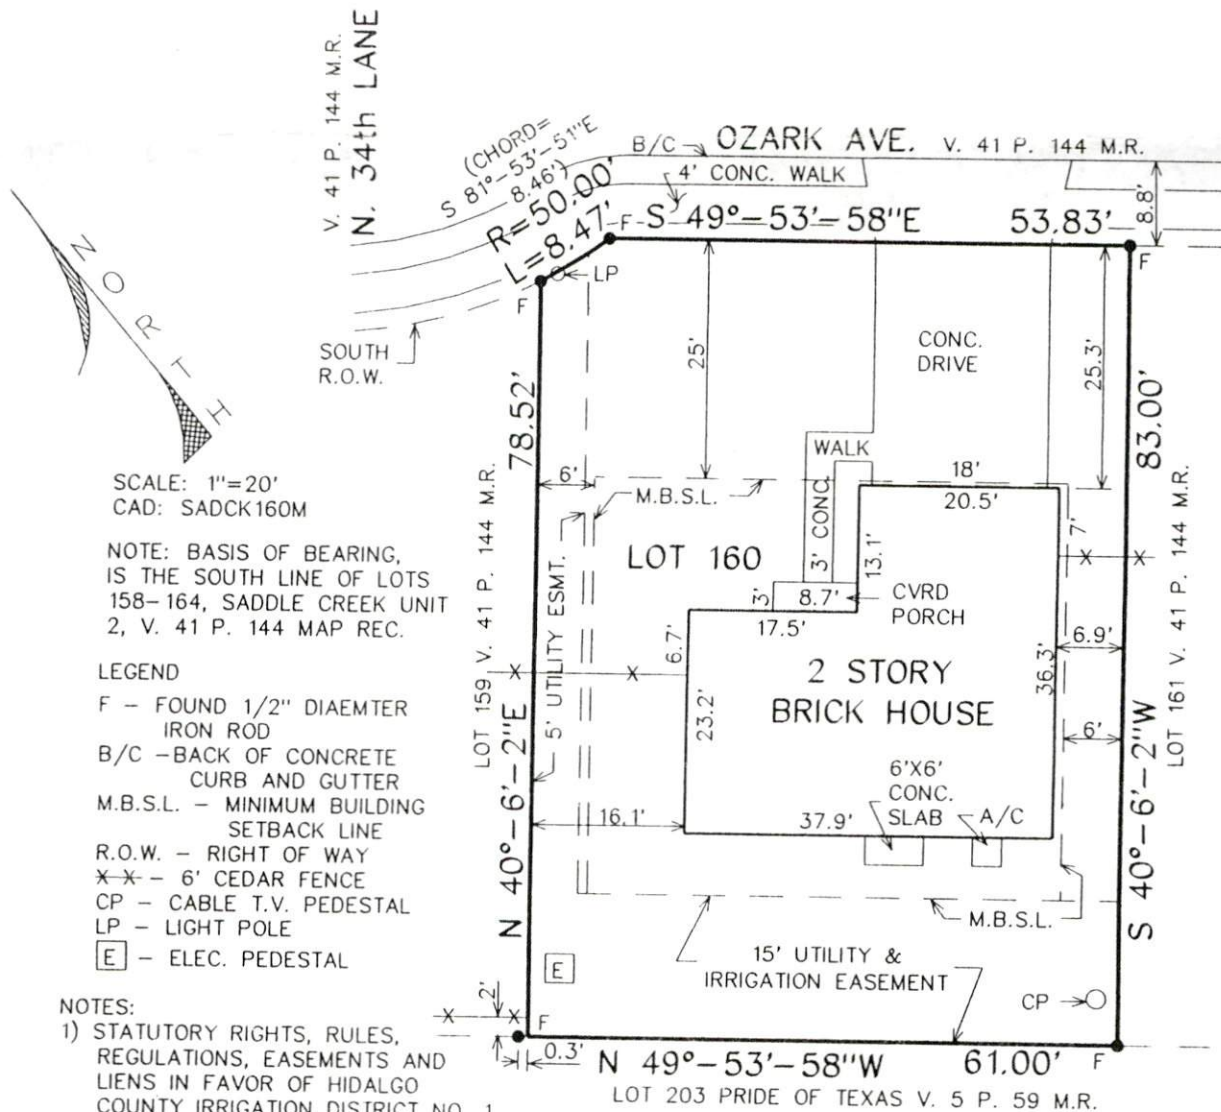 V. 41 P. 144 M.R.
N. 34th LANE
(CHORD=
S 81°-53'-51"E
8.46')
R=50.00'
L=8.47'
B/C
OZARK AVE. V. 41 P. 144 M.R.
4' CONC. WALK
8.8'
F
S 49°-53'-58"E
53.83'
F
LP
F
NORTH
SOUTH
R.O.W.
25'
CONC.
DRIVE
25.3'
78.52'
83.00'
WALK
6'
18'
20.5'
M.B.S.L.
3' CONC.
7'
SCALE: 1"=20'
CAD: SADCK160M
NOTE: BASIS OF BEARING,
IS THE SOUTH LINE OF LOTS
158-164, SADDLE CREEK UNIT
2, V. 41 P. 144 MAP REC.
LOT 159 V. 41 P. 144 M.R.
LOT 161 V. 41 P. 144 M.R.
5' UTILITY ESMT.
LOT 160
13.1'
3'
8.7'
CVRD
PORCH
17.5'
6.7'
6.9'
36.3'
2 STORY
BRICK HOUSE
23.2'
6'
6'X6'
CONC.
SLAB
A/C
16.1'
37.9'
N 40°-6'-2"E
S 40°-6'-2"W
M.B.S.L.
15' UTILITY &
IRRIGATION EASEMENT
E
CP
LEGEND
F - FOUND 1/2" DIAEMTER
IRON ROD
B/C -BACK OF CONCRETE
CURB AND GUTTER
M.B.S.L. - MINIMUM BUILDING
SETBACK LINE
R.O.W. - RIGHT OF WAY
X X - 6' CEDAR FENCE
CP - CABLE T.V. PEDESTAL
LP - LIGHT POLE
E - ELEC. PEDESTAL
2'
F
0.3'
N 49°-53'-58"W
61.00'
F
LOT 203 PRIDE OF TEXAS V. 5 P. 59 M.R.
NOTES:
1) STATUTORY RIGHTS, RULES,
REGULATIONS, EASEMENTS AND
LIENS IN FAVOR OF HIDALGO
COUNTY IRRIGATION DISTRICT NO. 1